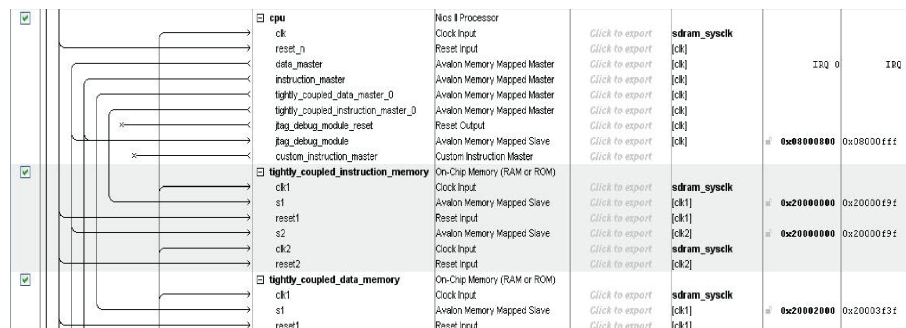 cpu Nios II Processor
clk Clock Input Click to export sdram_sysclk
reset_n Reset Input Click to export [clk]
data_master Avalon Memory Mapped Master Click to export [clk] IRQ 0 IRQ
instruction_master Avalon Memory Mapped Master Click to export [clk]
tightly_coupled_data_master_0 Avalon Memory Mapped Master Click to export [clk]
tightly_coupled_instruction_master_0 Avalon Memory Mapped Master Click to export [clk]
jtag_debug_module_reset Reset Output Click to export [clk]
jtag_debug_module Avalon Memory Mapped Slave Click to export [clk] 0x08000800 0x08000fff
custom_instruction_master Custom Instruction Master Click to export
tightly_coupled_instruction_memory On-Chip Memory (RAM or ROM)
clk1 Clock Input Click to export sdram_sysclk
s1 Avalon Memory Mapped Slave Click to export [clk1] 0x20000000 0x20000f9f
reset1 Reset Input Click to export [clk1]
s2 Avalon Memory Mapped Slave Click to export [clk2] 0x20000000 0x20000f9f
clk2 Clock Input Click to export sdram_sysclk
reset2 Reset Input Click to export [clk2]
tightly_coupled_data_memory On-Chip Memory (RAM or ROM)
clk1 Clock Input Click to export sdram_sysclk
s1 Avalon Memory Mapped Slave Click to export [clk1] 0x20002000 0x20003f3f
reset1 Reset Input Click to export [clk1]